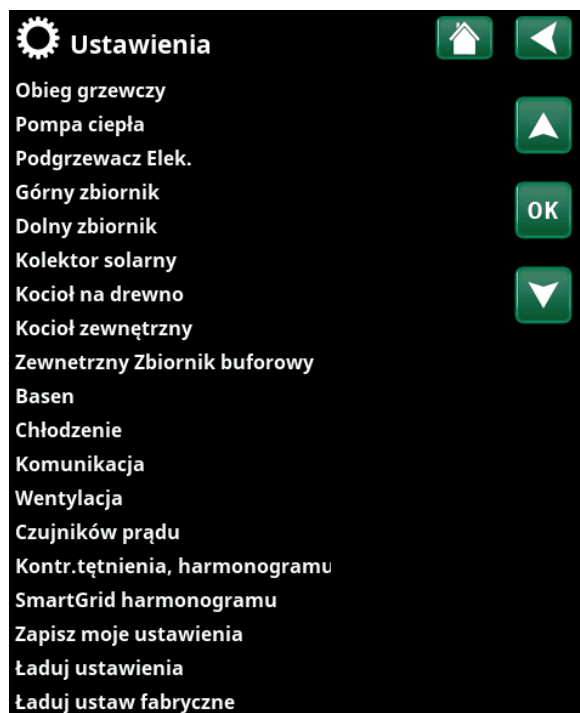 Ustawienia
Obieg grzewczy
Pompa ciepła
Podgrzewacz Elek.
OK
Górny zbiornik
Dolny zbiornik
Kolektor solarny
Kocioł na drewno
Kocioł zewnętrzny
Zewnetrzny Zbiornik buforowy
Basen
Chłodzenie
Komunikacja
Wentylacja
Czujników prądu
Kontr.tętnienia, harmonogramu
SmartGrid harmonogramu
Zapisz moje ustawienia
Ładuj ustawienia
Ładuj ustaw fabryczne